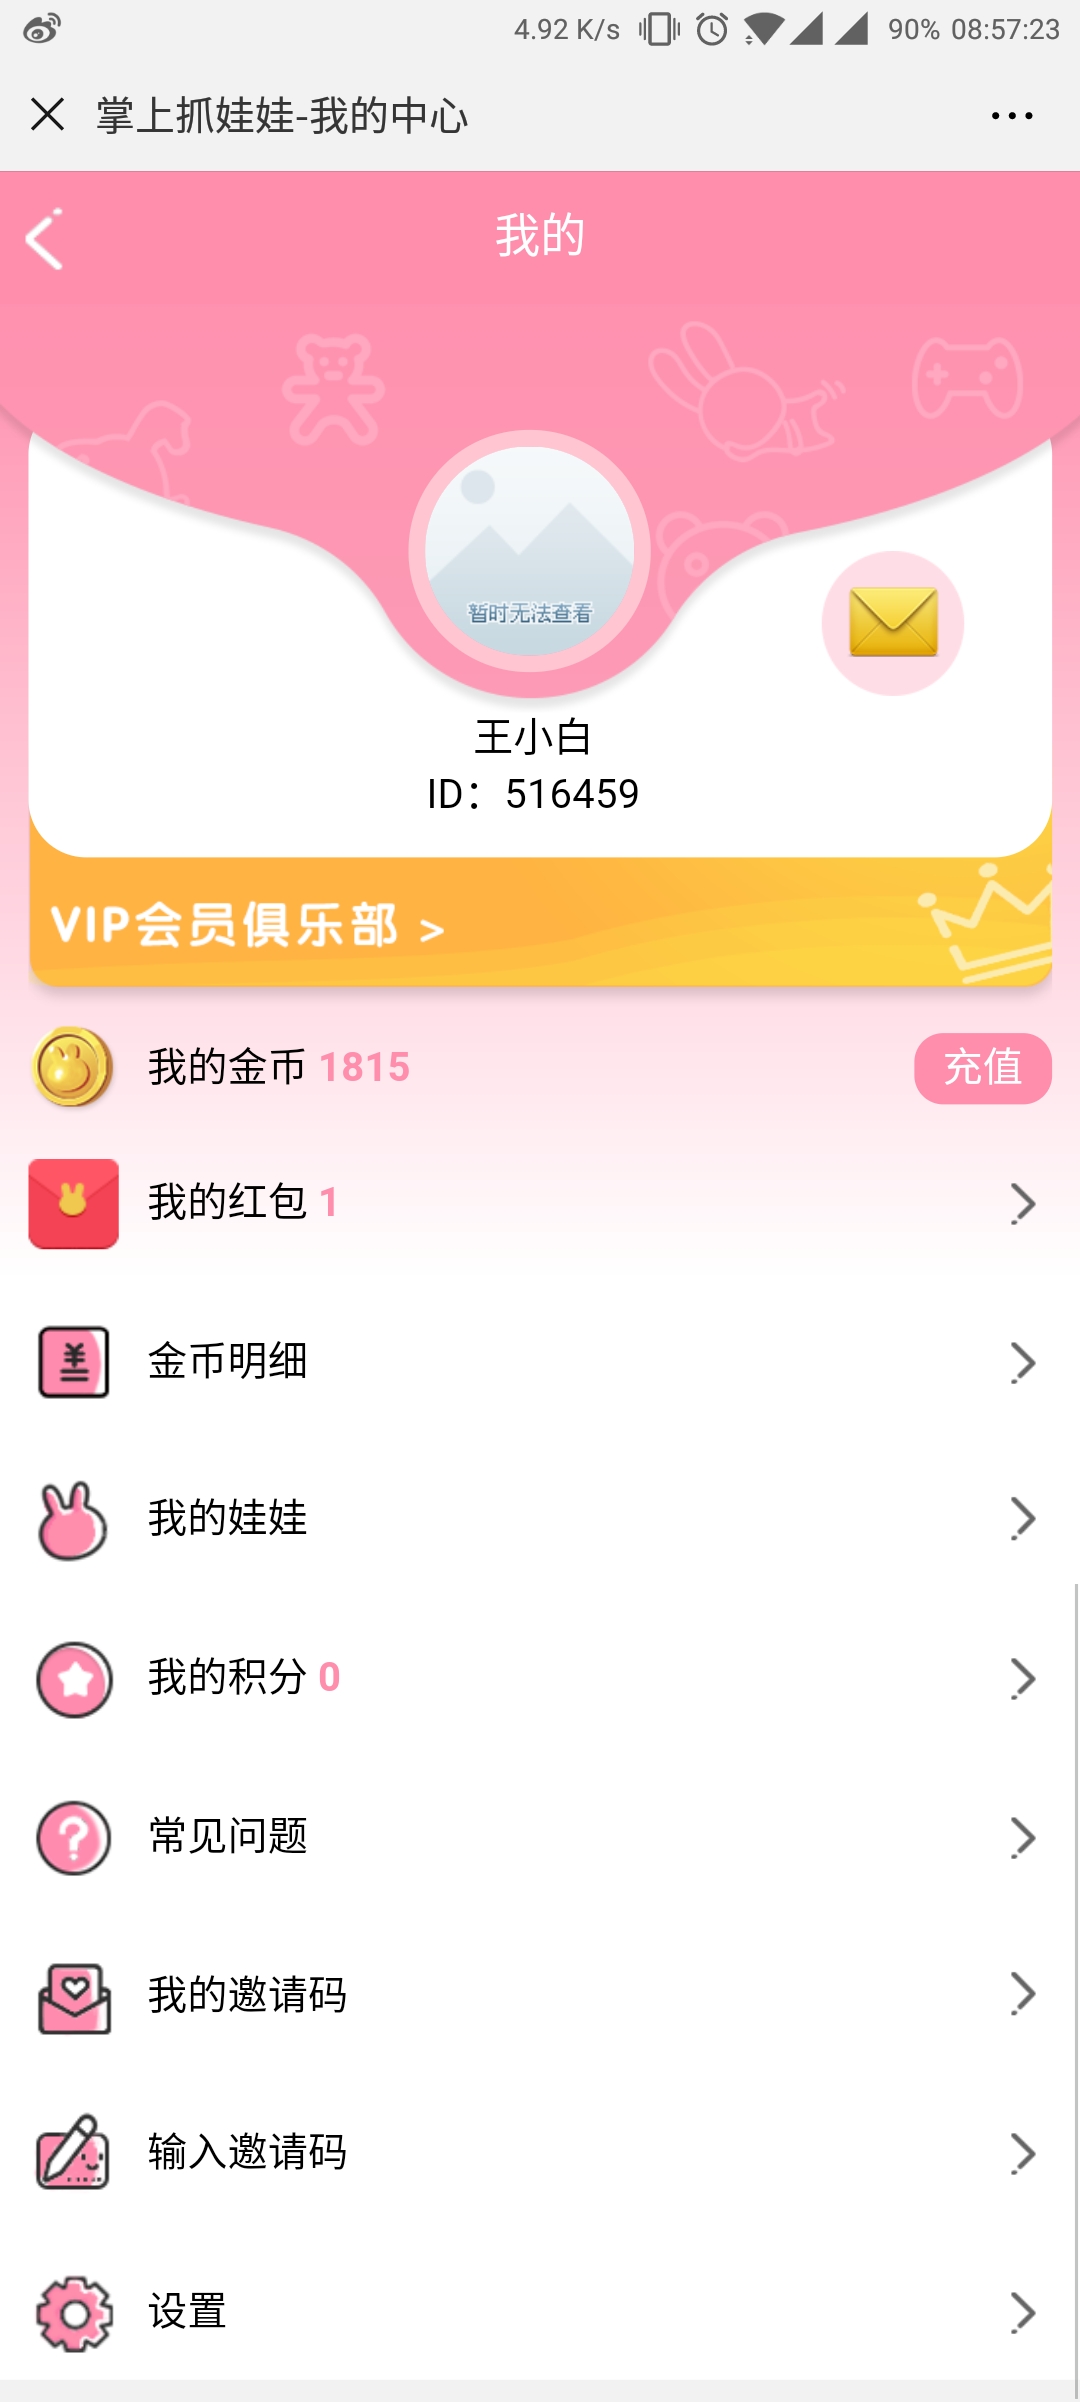 4.92 K/s 90% 08:57:23
掌上抓娃娃-我的中心
我的
暂时无法查看
王小白
ID：516459
VIP会员俱乐部 >
我的金币 1815 充值
我的红包 1
金币明细
我的娃娃
我的积分 0
常见问题
我的邀请码
输入邀请码
设置